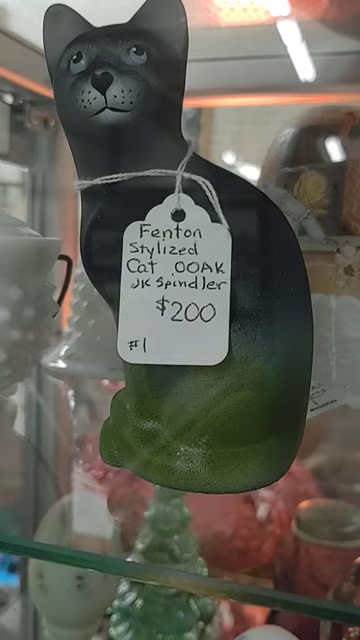 Fenton
Stylized
Cat .OOAK
JK Spindler
$200
#1